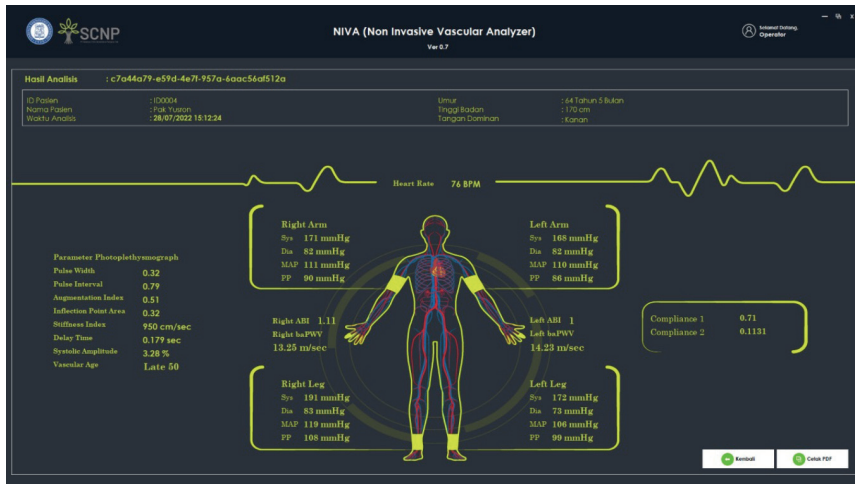 SCNP
NIVA (Non Invasive Vascular Analyzer)
Ver 0.7
Selamat Datang,
Operator
Hasil Analisis : c7a44a79-e59d-4e7f-957a-6aac56af512a
ID Pasien : ID0004
Nama Pasien : Pak Yusron
Waktu Analisis : 28/07/2022 15:12:24
Umur : 64 Tahun 5 Bulan
Tinggi Badan : 170 cm
Tangan Dominan : Kanan
Heart Rate 76 BPM
Right Arm
Sys 171 mmHg
Dia 82 mmHg
MAP 111 mmHg
PP 90 mmHg
Left Arm
Sys 168 mmHg
Dia 82 mmHg
MAP 110 mmHg
PP 86 mmHg
Parameter Photoplethysmograph
Pulse Width 0.32
Pulse Interval 0.79
Augmentation Index 0.51
Inflection Point Area 0.32
Stiffness Index 950 cm/sec
Delay Time 0.179 sec
Systolic Amplitude 3.28 %
Vascular Age Late 50
Right ABI 1.11
Right baPWV
13.25 m/sec
Left ABI 1
Left baPWV
14.23 m/sec
Compliance 1 0.71
Compliance 2 0.1131
Right Leg
Sys 191 mmHg
Dia 83 mmHg
MAP 119 mmHg
PP 108 mmHg
Left Leg
Sys 172 mmHg
Dia 73 mmHg
MAP 106 mmHg
PP 99 mmHg
Kembali
Cetak PDF